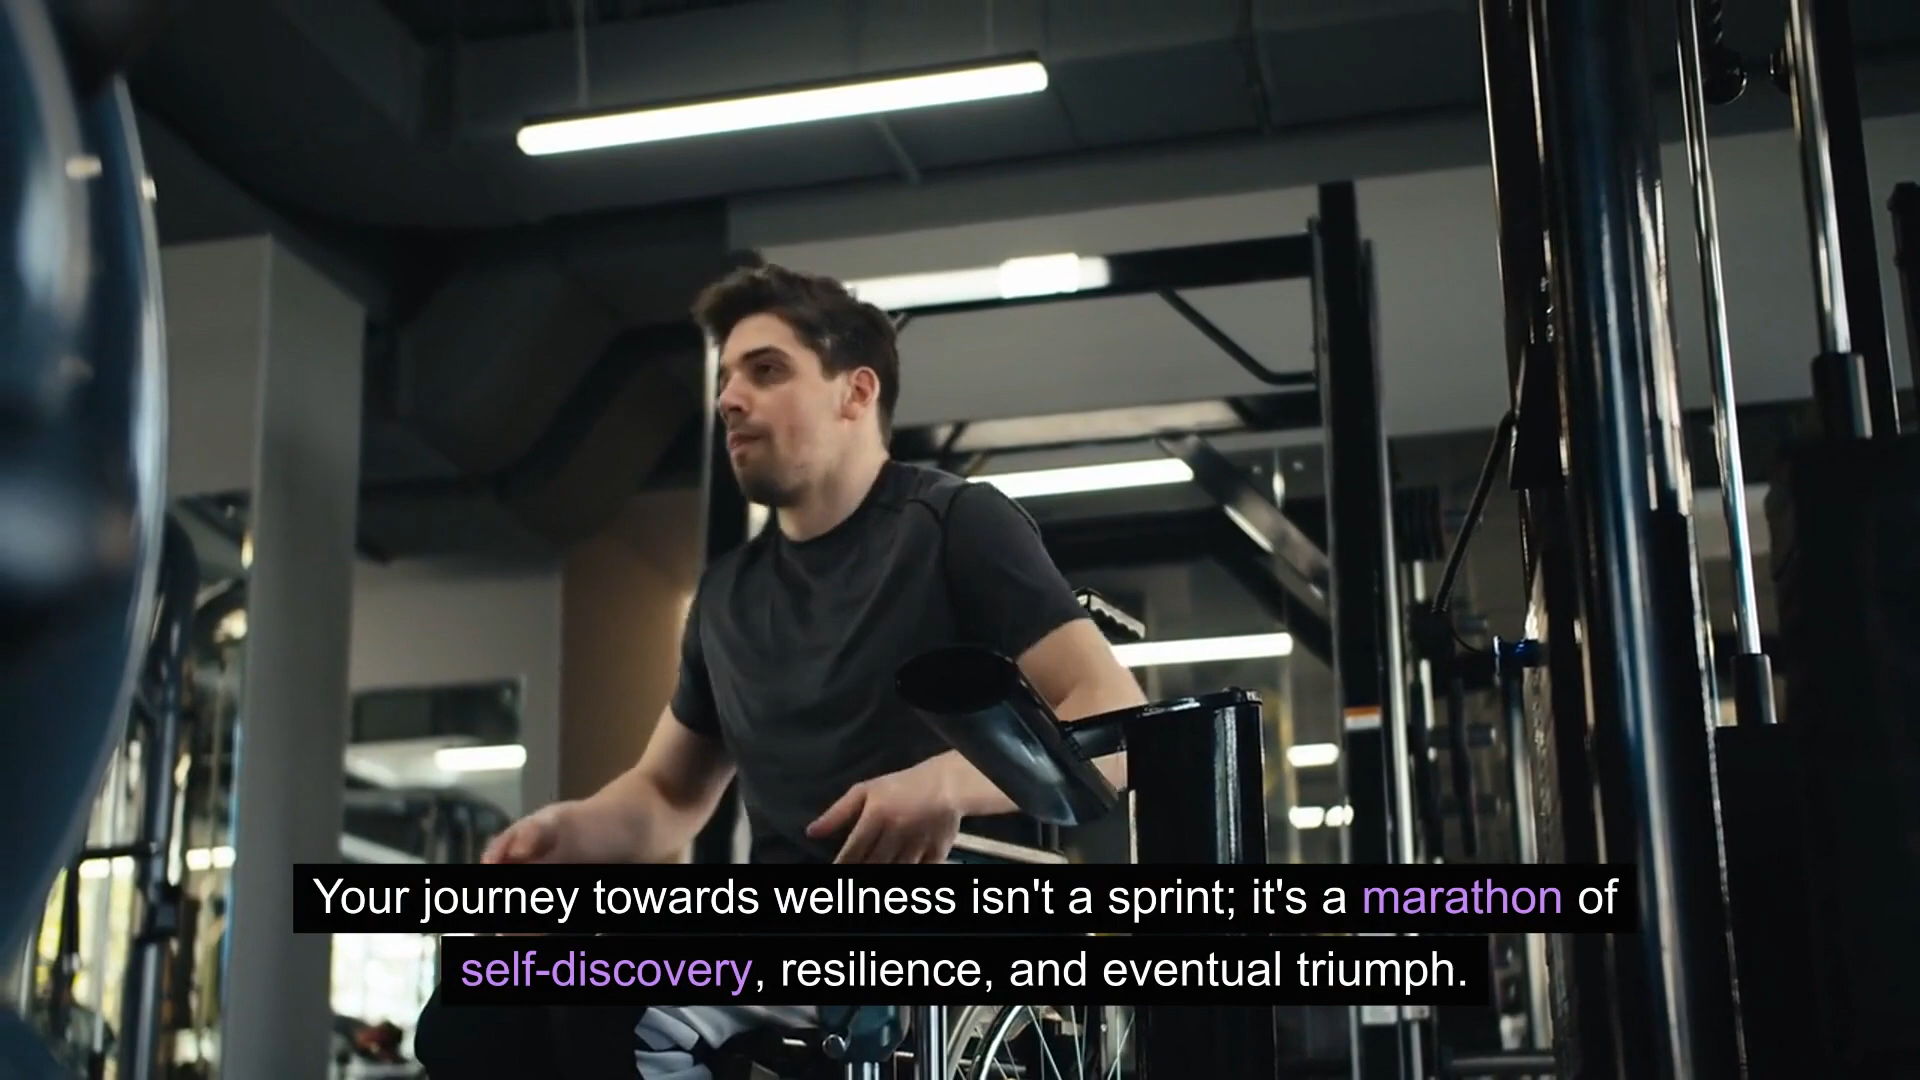 Your journey towards wellness isn't a sprint; it's a marathon of
self-discovery, resilience, and eventual triumph.